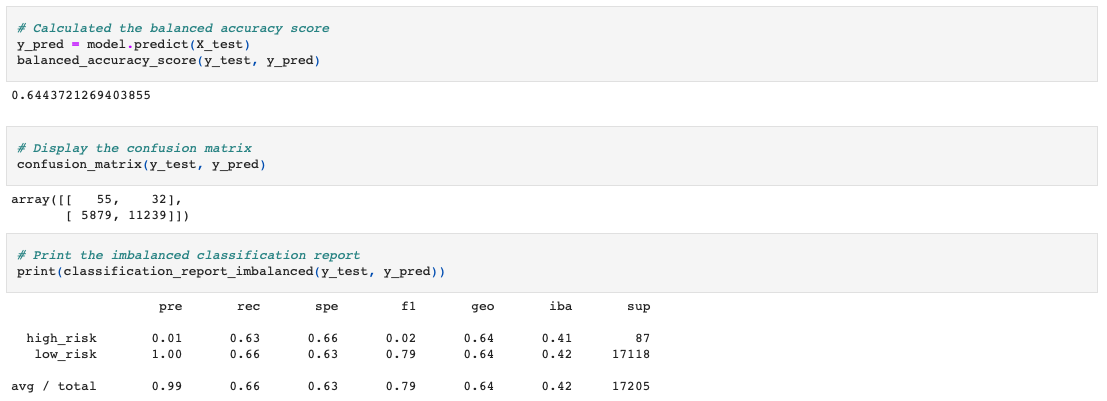 # Calculated the balanced accuracy score
y_pred = model.predict(X_test)
balanced_accuracy_score(y_test, y_pred)
0.6443721269403855
# Display the confusion matrix
confusion_matrix(y_test, y_pred)
array([[   55,    32],
       [ 5879, 11239]])
# Print the imbalanced classification report
print(classification_report_imbalanced(y_test, y_pred))
                   pre       rec       spe        f1       geo       iba       sup
  high_risk       0.01      0.63      0.66      0.02      0.64      0.41        87
   low_risk       1.00      0.66      0.63      0.79      0.64      0.42     17118
avg / total       0.99      0.66      0.63      0.79      0.64      0.42     17205